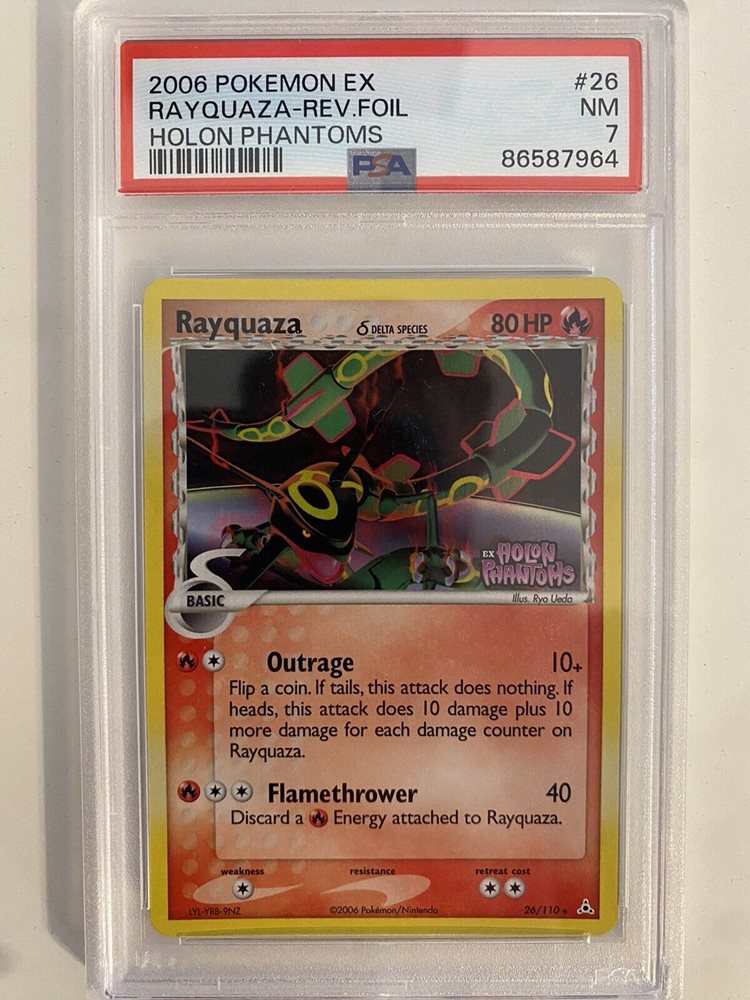 2006 POKEMON EX #26
RAYQUAZA-REV.FOIL NM
HOLON PHANTOMS 7
PSA 86587964
Rayquaza δ DELTA SPECIES 80 HP
EX HOLON
PHANTOMS
BASIC
Illus. Ryo Ueda
Outrage 10+
Flip a coin. If tails, this attack does nothing. If
heads, this attack does 10 damage plus 10
more damage for each damage counter on
Rayquaza.
Flamethrower 40
Discard a Energy attached to Rayquaza.
weakness resistance retreat cost
LYL-YRB-9NZ ©2006 Pokémon/Nintendo 26/110 ★
PSA